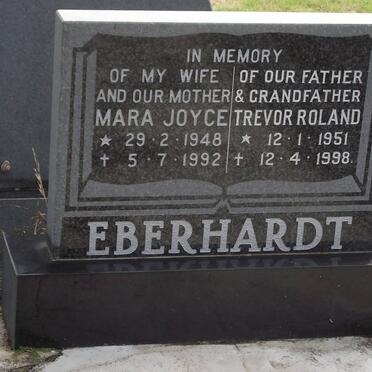 IN MEMORY
OF MY WIFE
AND OUR MOTHER
MARA JOYCE
★ 29·2·1948
✝ 5·7·1992
OF OUR FATHER
& GRANDFATHER
TREVOR ROLAND
★ 12·1·1951
✝ 12·4·1998.
EBERHARDT